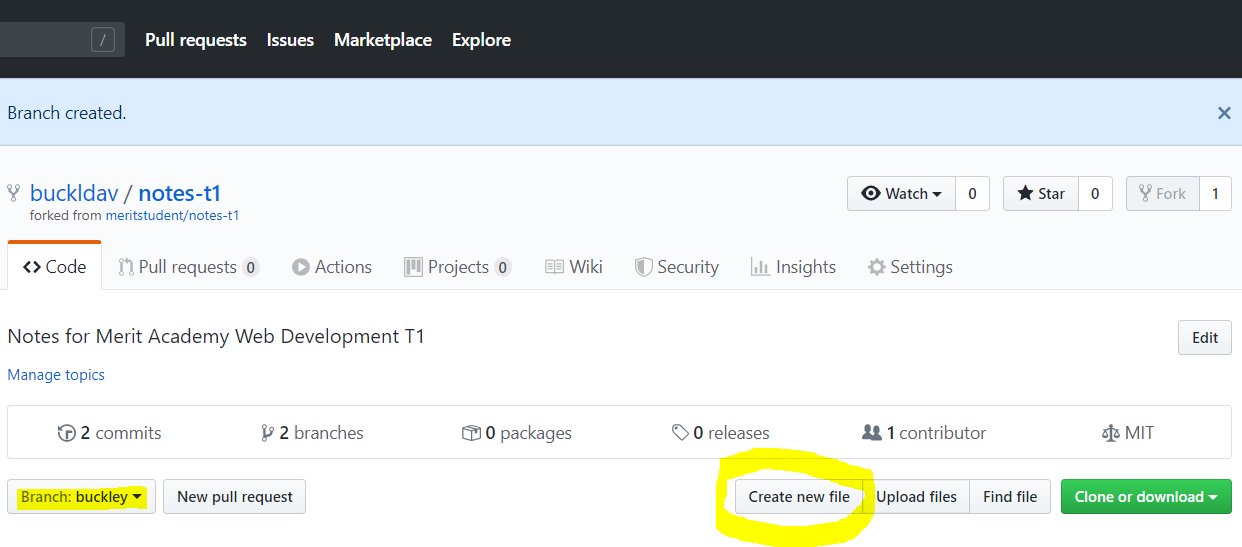 / Pull requests Issues Marketplace Explore
Branch created.
buckldav / notes-t1 Watch 0 Star 0 Fork 1
forked from meritstudent/notes-t1
Code Pull requests 0 Actions Projects 0 Wiki Security Insights Settings
Notes for Merit Academy Web Development T1 Edit
Manage topics
2 commits 2 branches 0 packages 0 releases 1 contributor MIT
Branch: buckley New pull request Create new file Upload files Find file Clone or download